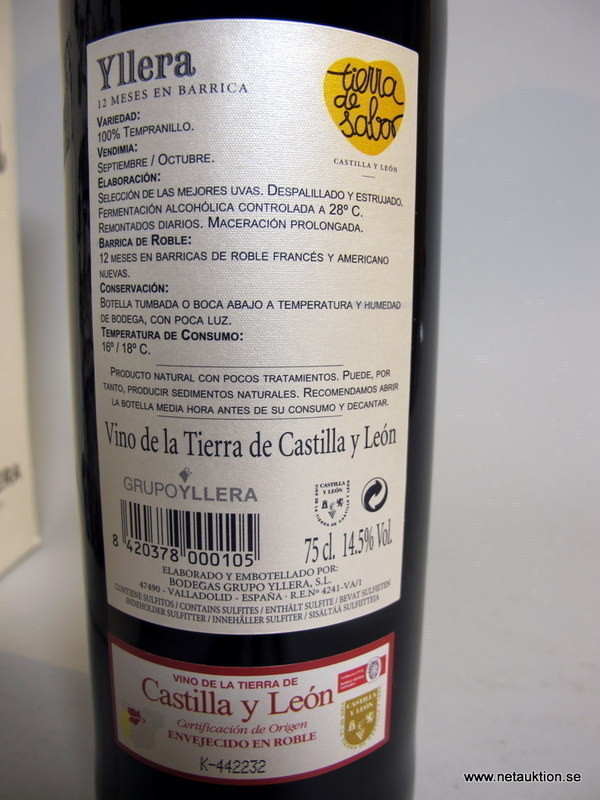 Yllera
12 MESES EN BARRICA
tierra
de
sabor
CASTILLA Y LEÓN
VARIEDAD:
100% TEMPRANILLO.
VENDIMIA:
SEPTIEMBRE / OCTUBRE.
ELABORACIÓN:
SELECCIÓN DE LAS MEJORES UVAS. DESPALILLADO Y ESTRUJADO.
FERMENTACIÓN ALCOHÓLICA CONTROLADA A 28º C.
REMONTADOS DIARIOS. MACERACIÓN PROLONGADA.
BARRICA DE ROBLE:
12 MESES EN BARRICAS DE ROBLE FRANCÉS Y AMERICANO
NUEVAS.
CONSERVACIÓN:
BOTELLA TUMBADA O BOCA ABAJO A TEMPERATURA Y HUMEDAD
DE BODEGA, CON POCA LUZ.
TEMPERATURA DE CONSUMO:
16º / 18º C.
PRODUCTO NATURAL CON POCOS TRATAMIENTOS. PUEDE, POR
TANTO, PRODUCIR SEDIMENTOS NATURALES. RECOMENDAMOS ABRIR
LA BOTELLA MEDIA HORA ANTES DE SU CONSUMO Y DECANTAR.
Vino de la Tierra de Castilla y León
GRUPOYLLERA
CASTILLA
Y LEÓN
8 420378 000105
75 cl. 14.5% Vol.
ELABORADO Y EMBOTELLADO POR:
BODEGAS GRUPO YLLERA, S.L.
47490 - VALLADOLID - ESPAÑA - R.E.Nº 4241-VA/1
CONTIENE SULFITOS / CONTAINS SULFITES / ENTHÄLT SULFITE / BEVAT SULFIETEN
INDEHOLDER SULFITTER / INNEHÅLLER SULFITER / SISÄLTÄÄ SULFIITTEJA
VINO DE LA TIERRA DE
Castilla y León
Certificación de Origen
ENVEJECIDO EN ROBLE
CASTILLA
Y LEÓN
K-442232
LLERA
www.netauktion.se